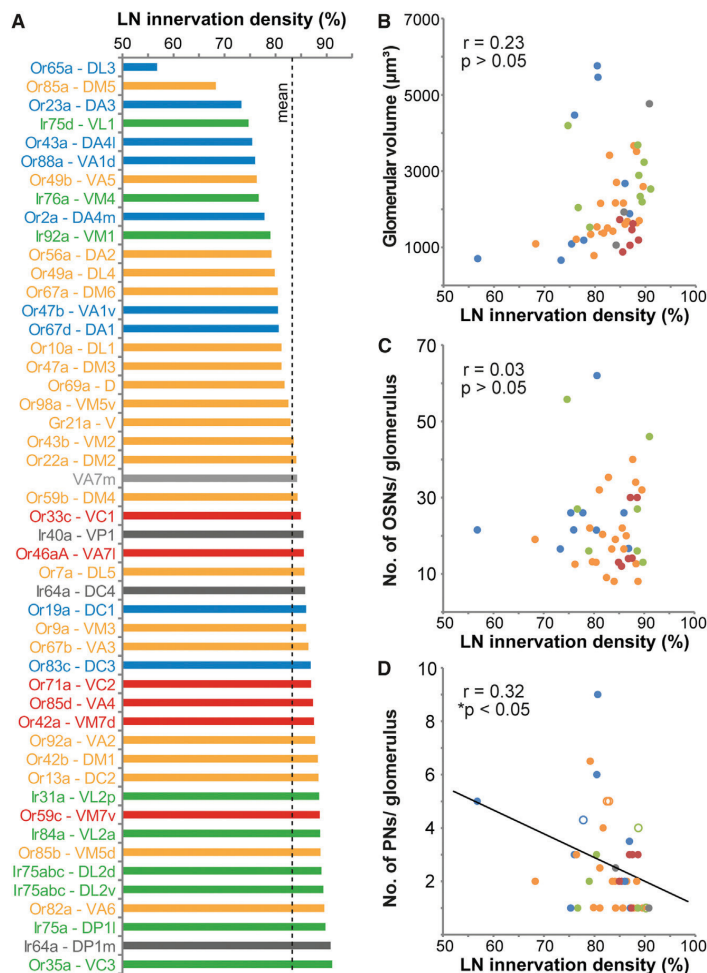 A
LN innervation density (%)
50 60 70 80 90
mean
Or65a - DL3
Or85a - DM5
Or23a - DA3
Ir75d - VL1
Or43a - DA4l
Or88a - VA1d
Or49b - VA5
Ir76a - VM4
Or2a - DA4m
Ir92a - VM1
Or56a - DA2
Or49a - DL4
Or67a - DM6
Or47b - VA1v
Or67d - DA1
Or10a - DL1
Or47a - DM3
Or69a - D
Or98a - VM5v
Gr21a - V
Or43b - VM2
Or22a - DM2
VA7m
Or59b - DM4
Or33c - VC1
Ir40a - VP1
Or46aA - VA7l
Or7a - DL5
Ir64a - DC4
Or19a - DC1
Or9a - VM3
Or67b - VA3
Or83c - DC3
Or71a - VC2
Or85d - VA4
Or42a - VM7d
Or92a - VA2
Or42b - DM1
Or13a - DC2
Ir31a - VL2p
Or59c - VM7v
Ir84a - VL2a
Or85b - VM5d
Ir75abc - DL2d
Ir75abc - DL2v
Or82a - VA6
Ir75a - DP1l
Ir64a - DP1m
Or35a - VC3
B
Glomerular volume (µm³)
7000
5000
3000
1000
r = 0.23
p > 0.05
50 60 70 80 90 100
LN innervation density (%)
C
No. of OSNs/ glomerulus
70
50
30
10
r = 0.03
p > 0.05
50 60 70 80 90 100
LN innervation density (%)
D
No. of PNs/ glomerulus
10
8
6
4
2
r = 0.32
*p < 0.05
50 60 70 80 90 100
LN innervation density (%)